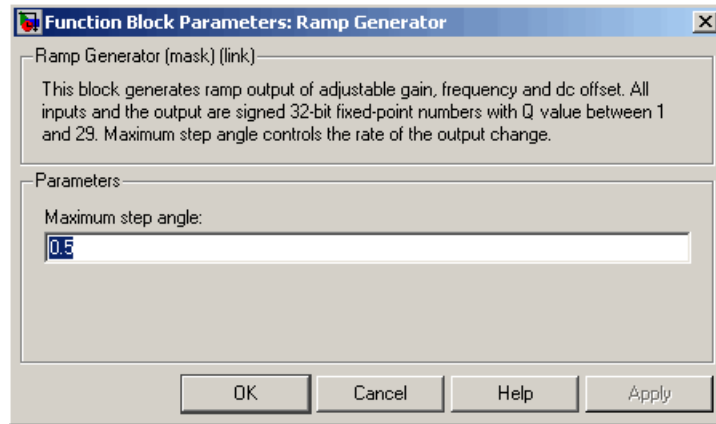 Function Block Parameters: Ramp Generator
Ramp Generator (mask) (link)
This block generates ramp output of adjustable gain, frequency and dc offset. All
inputs and the output are signed 32-bit fixed-point numbers with Q value between 1
and 29. Maximum step angle controls the rate of the output change.
Parameters
Maximum step angle:
0.5
OK Cancel Help Apply